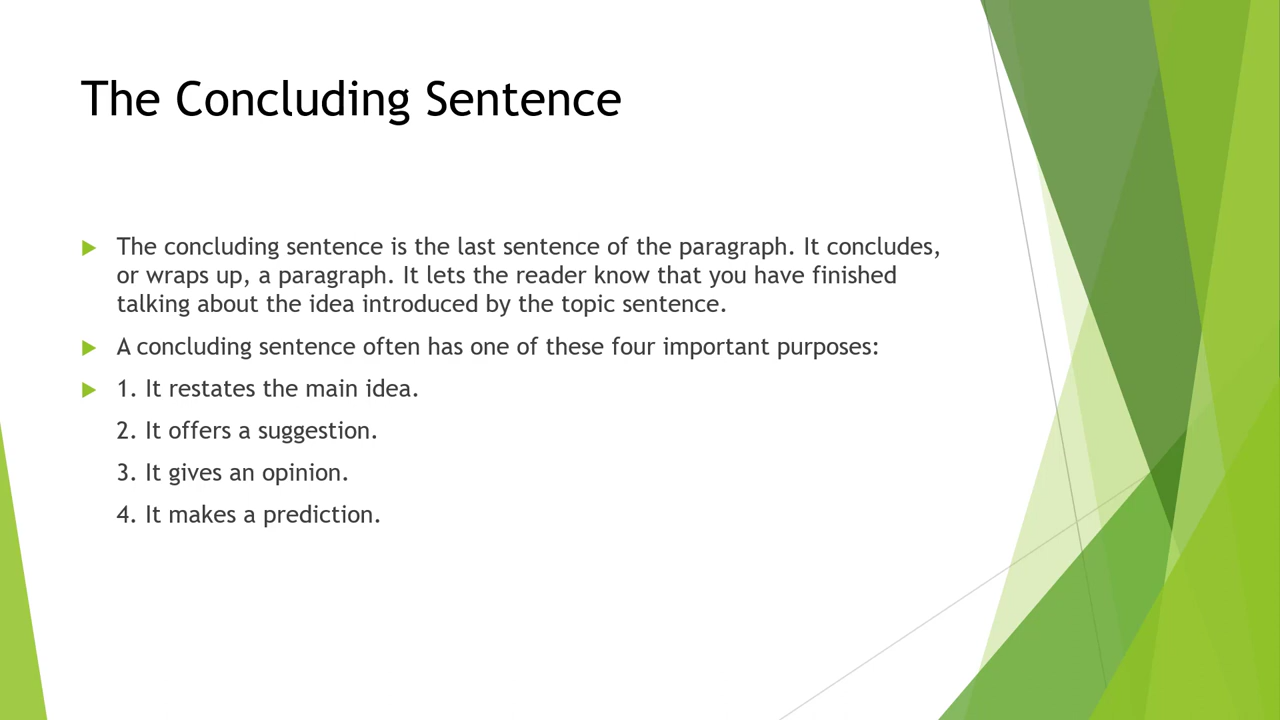 The Concluding Sentence
The concluding sentence is the last sentence of the paragraph. It concludes,
or wraps up, a paragraph. It lets the reader know that you have finished
talking about the idea introduced by the topic sentence.
A concluding sentence often has one of these four important purposes:
1. It restates the main idea.
2. It offers a suggestion.
3. It gives an opinion.
4. It makes a prediction.